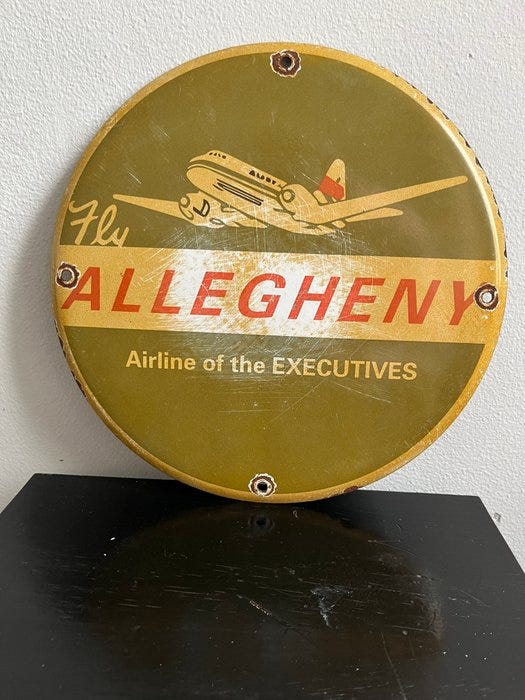 Fly
ALLEGHENY
Airline of the EXECUTIVES